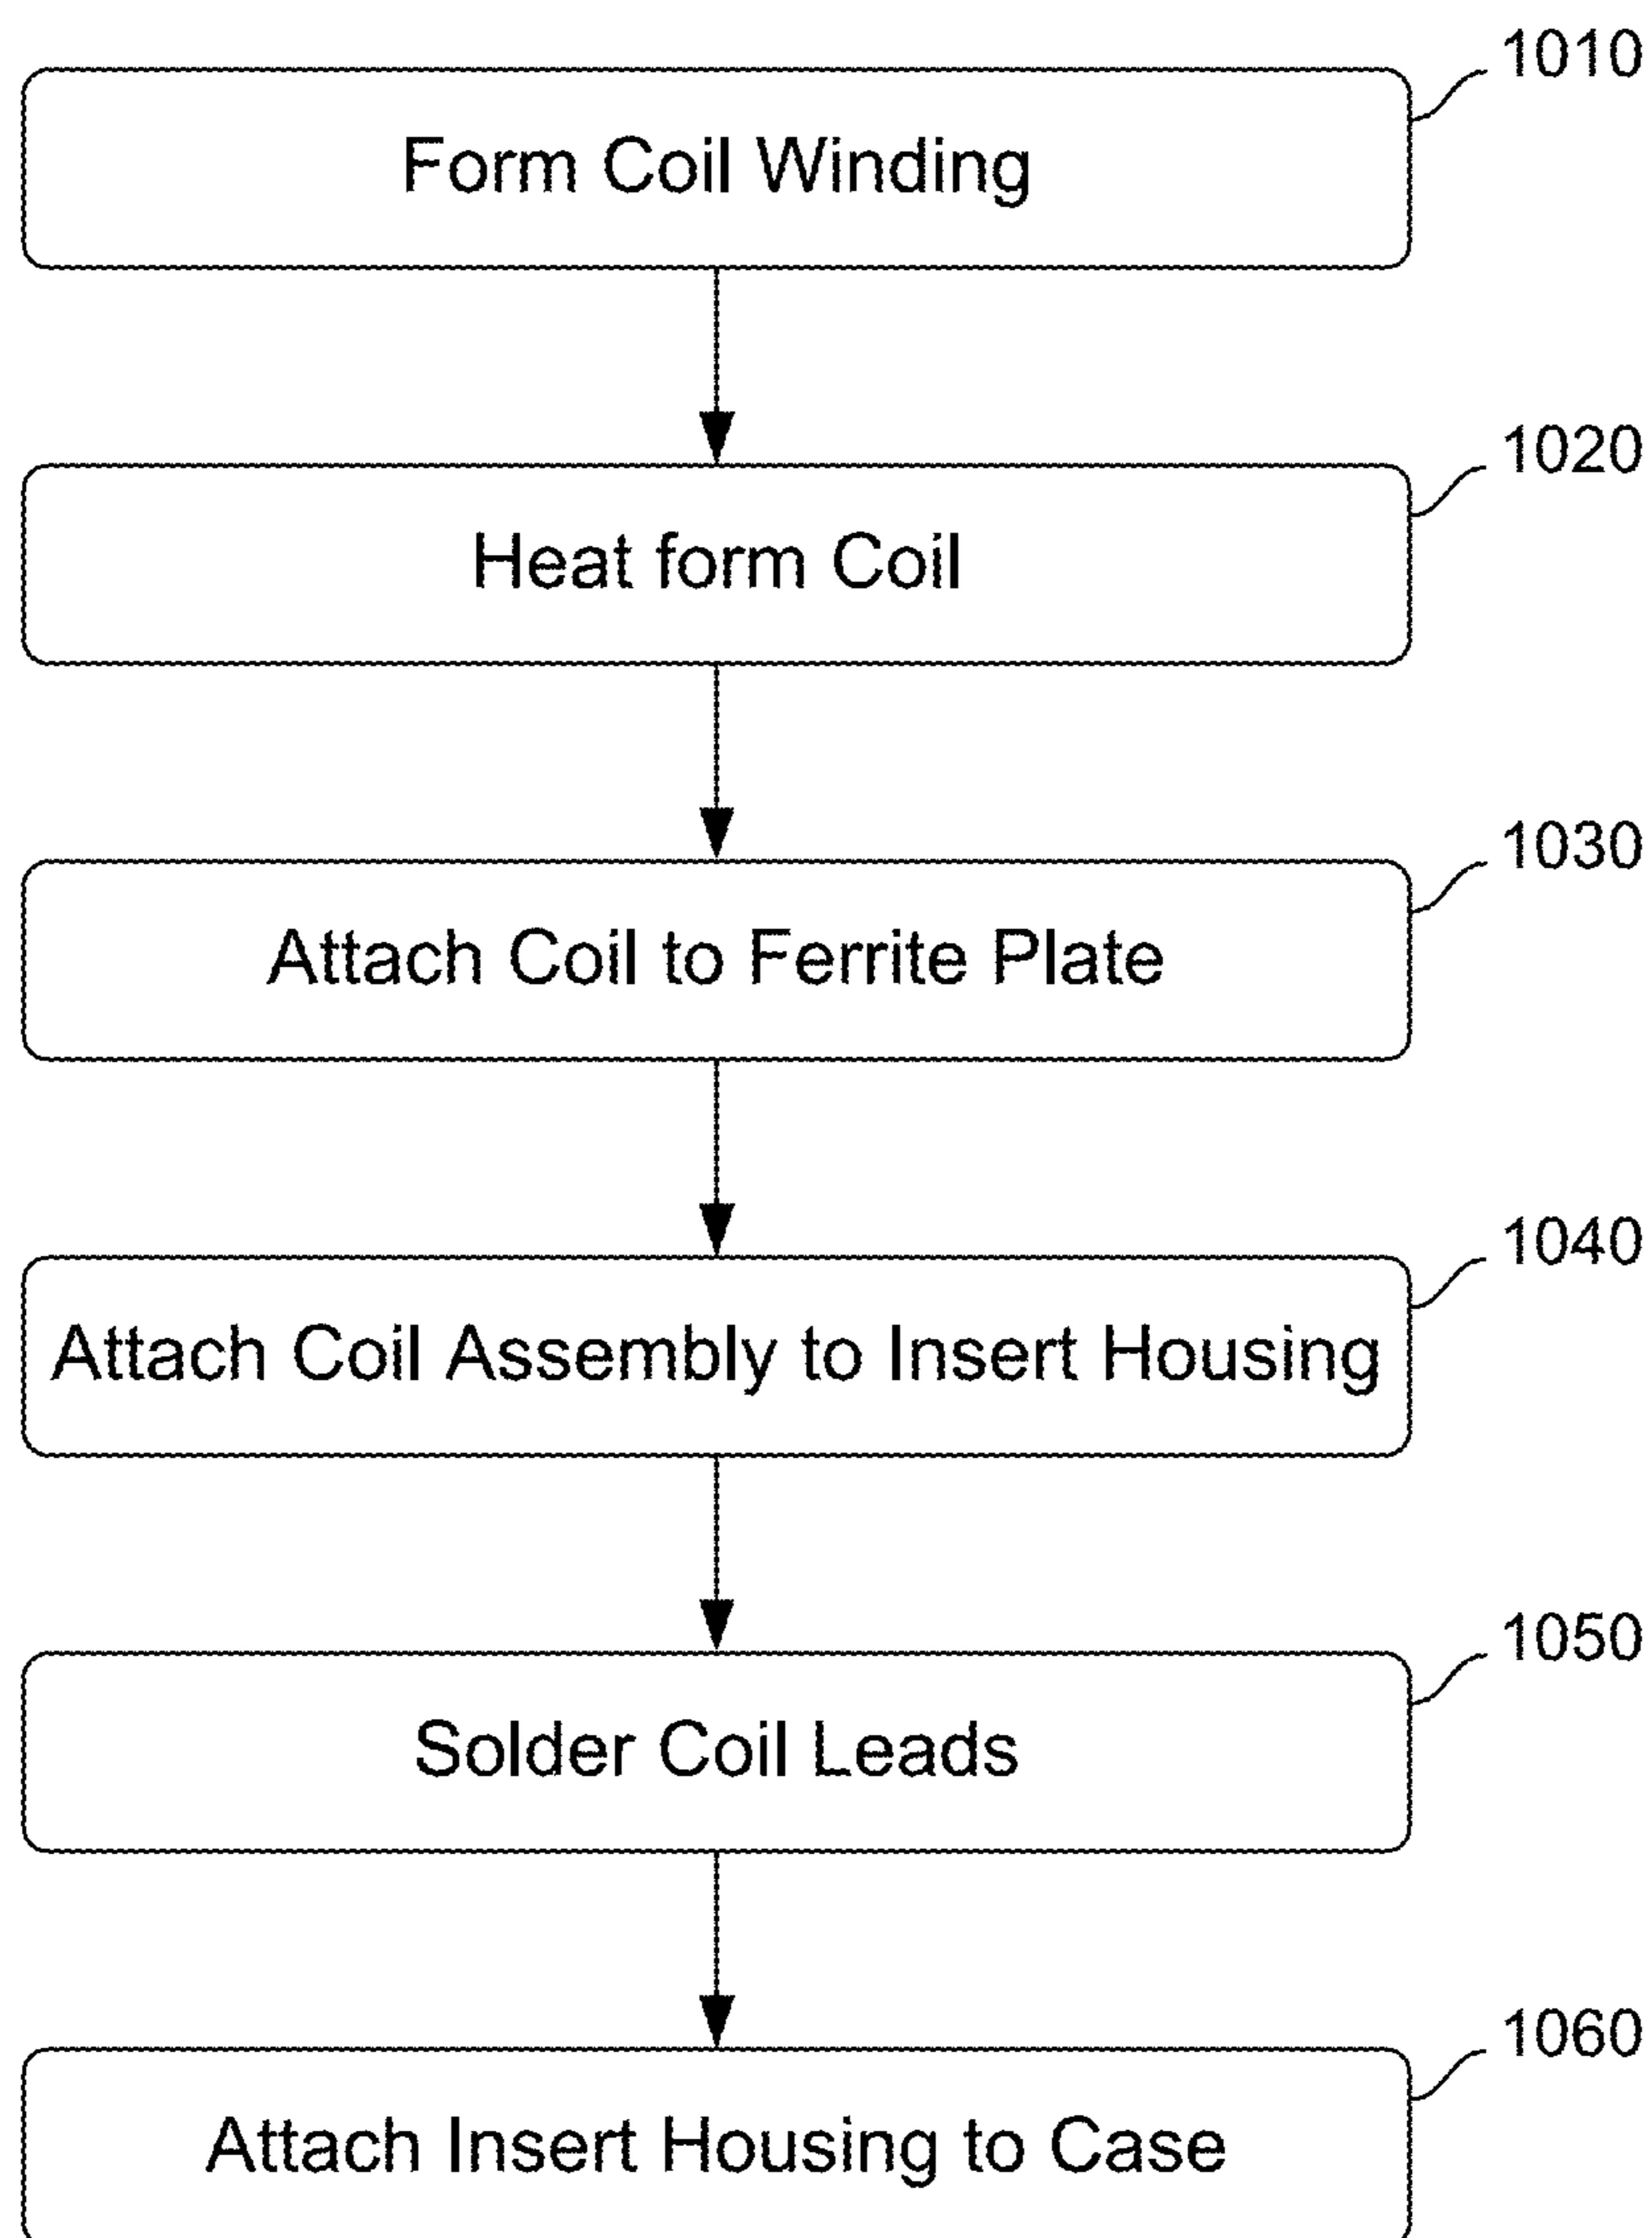 1010
Form Coil Winding
1020
Heat form Coil
1030
Attach Coil to Ferrite Plate
1040
Attach Coil Assembly to Insert Housing
1050
Solder Coil Leads
1060
Attach Insert Housing to Case